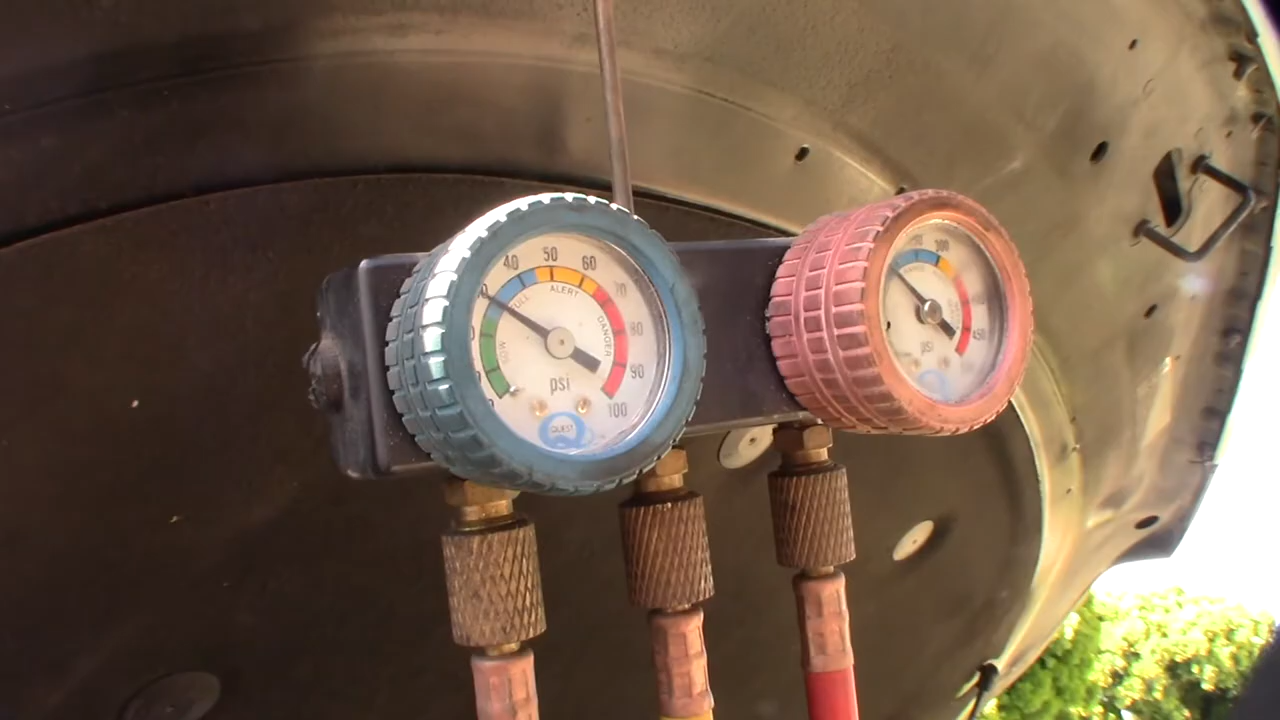 40 50 60
70
80
90
100
FULL ALERT DANGER
LOW
psi
QUEST
300
450
psi